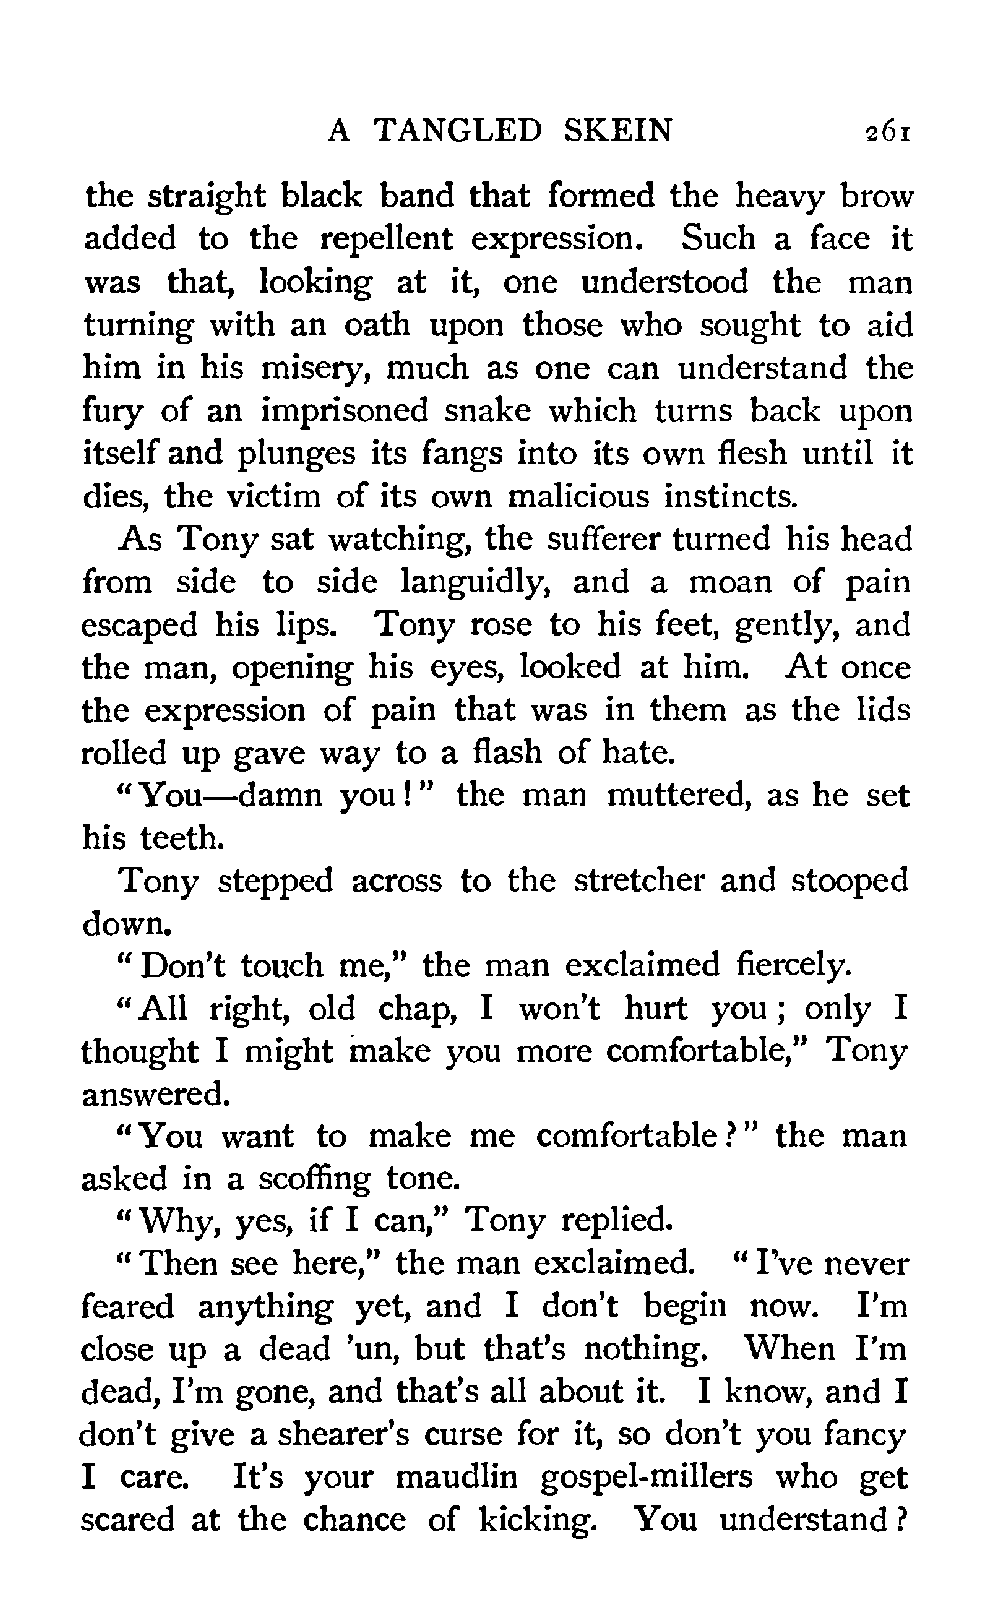 A TANGLED SKEIN 261
the straight black band that formed the heavy brow
added to the repellent expression. Such a face it
was that, looking at it, one understood the man
turning with an oath upon those who sought to aid
him in his misery, much as one can understand the
fury of an imprisoned snake which turns back upon
itself and plunges its fangs into its own flesh until it
dies, the victim of its own malicious instincts.
As Tony sat watching, the sufferer turned his head
from side to side languidly, and a moan of pain
escaped his lips. Tony rose to his feet, gently, and
the man, opening his eyes, looked at him. At once
the expression of pain that was in them as the lids
rolled up gave way to a flash of hate.
"You—damn you!" the man muttered, as he set
his teeth.
Tony stepped across to the stretcher and stooped
down.
"Don't touch me," the man exclaimed fiercely.
"All right, old chap, I won't hurt you; only I
thought I might make you more comfortable," Tony
answered.
"You want to make me comfortable?" the man
asked in a scoffing tone.
"Why, yes, if I can," Tony replied.
"Then see here," the man exclaimed. "I've never
feared anything yet, and I don't begin now. I'm
close up a dead 'un, but that's nothing. When I'm
dead, I'm gone, and that's all about it. I know, and I
don't give a shearer's curse for it, so don't you fancy
I care. It's your maudlin gospel-millers who get
scared at the chance of kicking. You understand?